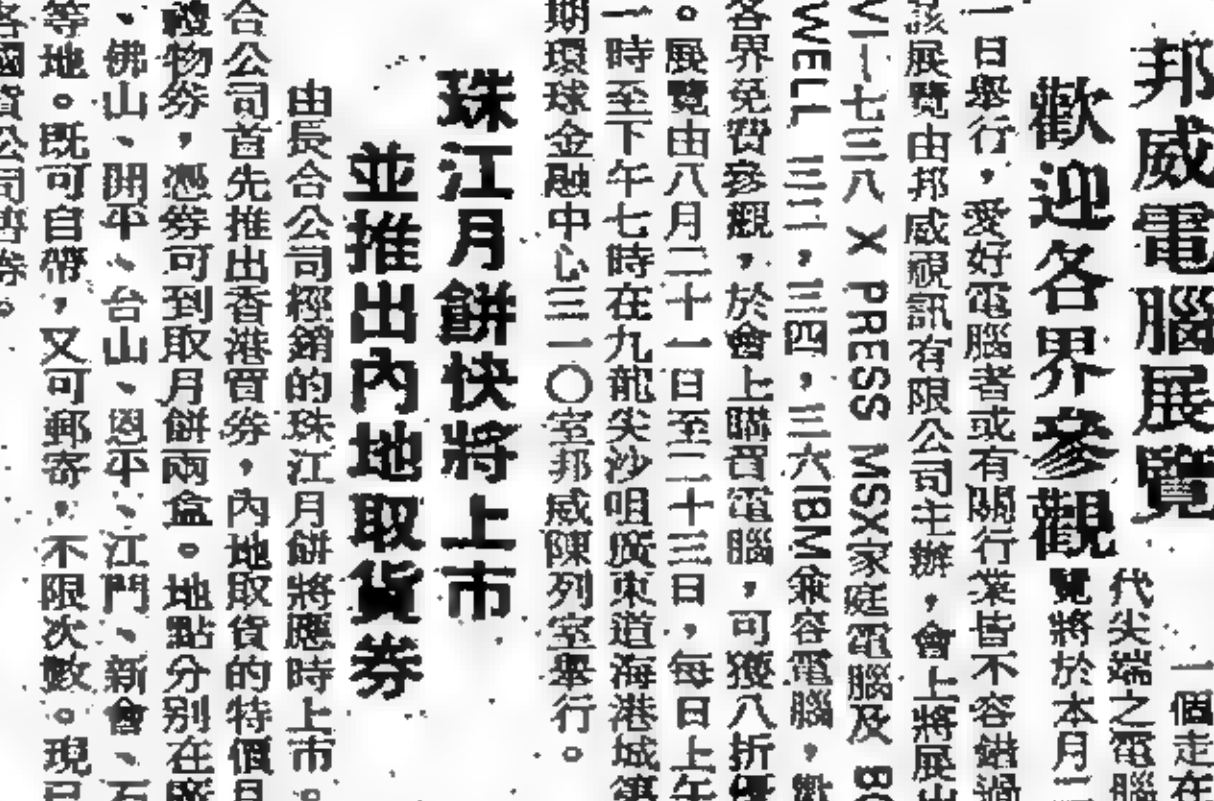 邦威電腦展覽
歡迎各界參觀
一個走在
代尖端之電腦
覽將於本月二
一日舉行，愛好電腦者或有關行業皆不容錯過
該展覽由邦威視訊有限公司主辦，會上將展出
V一七三八 X PRESS MSX家庭電腦及 BO
WELL 三三，三四，三六IBM兼容電腦，歡
各界免費參觀，於會上購買電腦，可獲八折優
。展覽由八月二十一日至二十三日，每日上午
一時至下午七時在九龍尖沙咀廣東道海港城第
期環球金融中心三一〇室邦威陳列室舉行。
珠江月餅快將上市
並推出內地取貨券
由長合公司經銷的珠江月餅將應時上市。
合公司首先推出香港買券，內地取貨的特價月
禮物券，憑券可到取月餅兩盒。地點分別在
、佛山、開平、台山、恩平、江門、新會、石
等地。既可自帶，又可郵寄，不限次數。現已
各國貨公司售券。